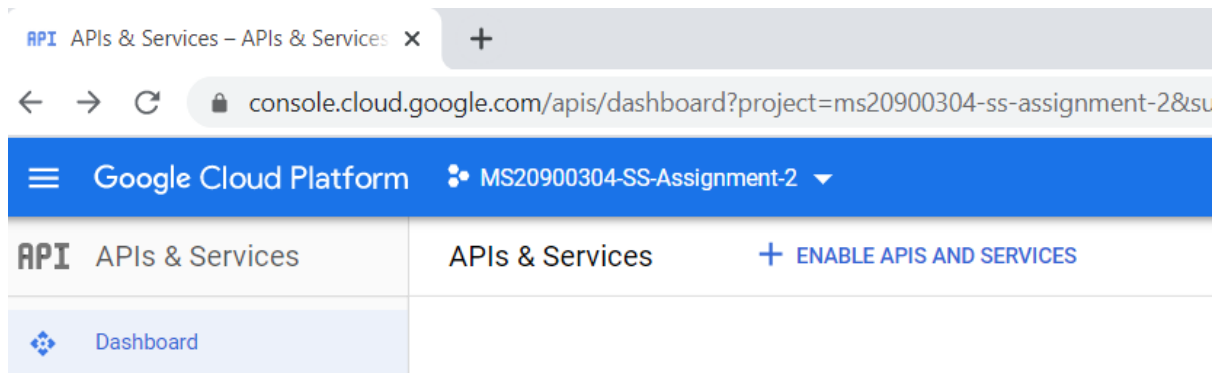 API APIs & Services – APIs & Services
console.cloud.google.com/apis/dashboard?project=ms20900304-ss-assignment-2&su
Google Cloud Platform MS20900304-SS-Assignment-2
API APIs & Services APIs & Services + ENABLE APIS AND SERVICES
Dashboard